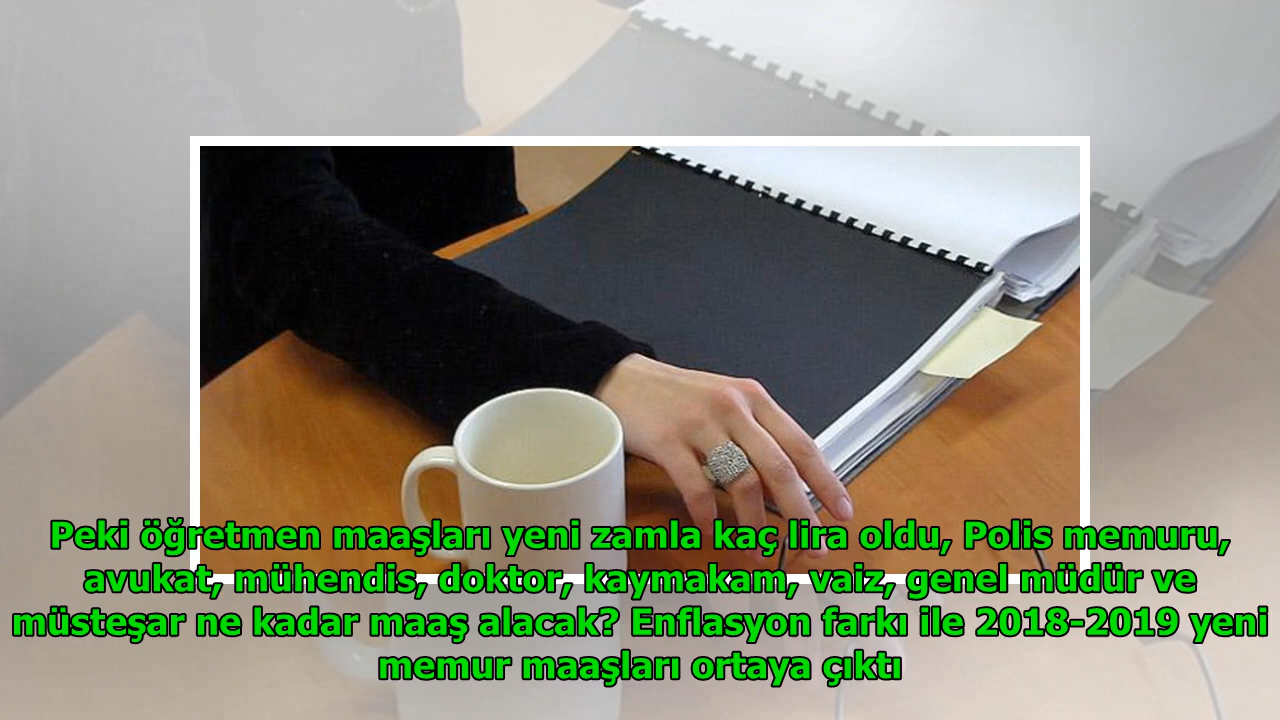 Peki öğretmen maaşları yeni zamla kaç lira oldu, Polis memuru,
avukat, mühendis, doktor, kaymakam, vaiz, genel müdür ve
müsteşar ne kadar maaş alacak? Enflasyon farkı ile 2018-2019 yeni
memur maaşları ortaya çıktı